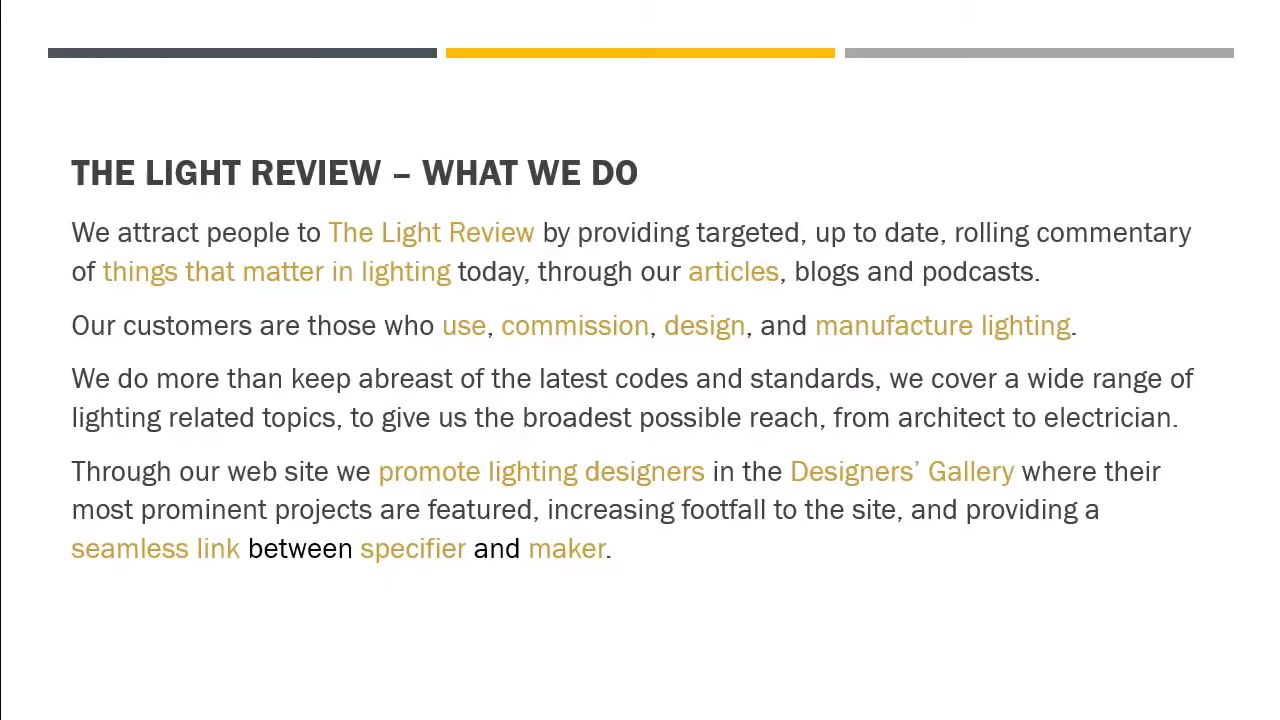 THE LIGHT REVIEW – WHAT WE DO
We attract people to The Light Review by providing targeted, up to date, rolling commentary
of things that matter in lighting today, through our articles, blogs and podcasts.
Our customers are those who use, commission, design, and manufacture lighting.
We do more than keep abreast of the latest codes and standards, we cover a wide range of
lighting related topics, to give us the broadest possible reach, from architect to electrician.
Through our web site we promote lighting designers in the Designers’ Gallery where their
most prominent projects are featured, increasing footfall to the site, and providing a
seamless link between specifier and maker.